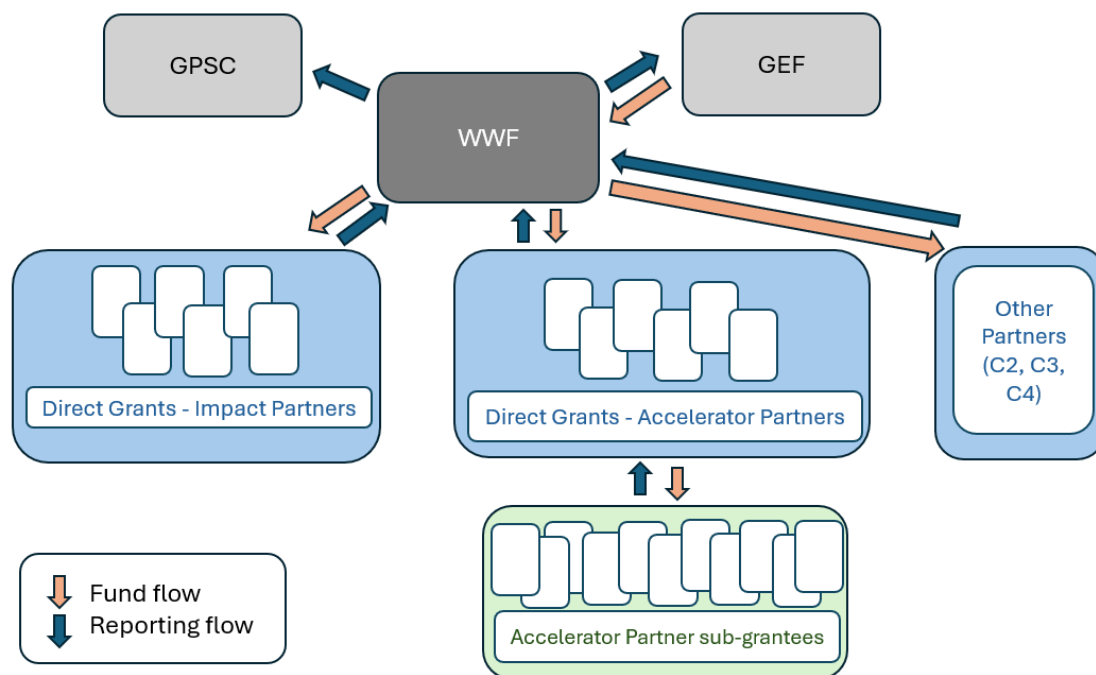 GPSC
GEF
WWF
Direct Grants - Impact Partners
Direct Grants - Accelerator Partners
Other
Partners
(C2, C3,
C4)
Fund flow
Reporting flow
Accelerator Partner sub-grantees